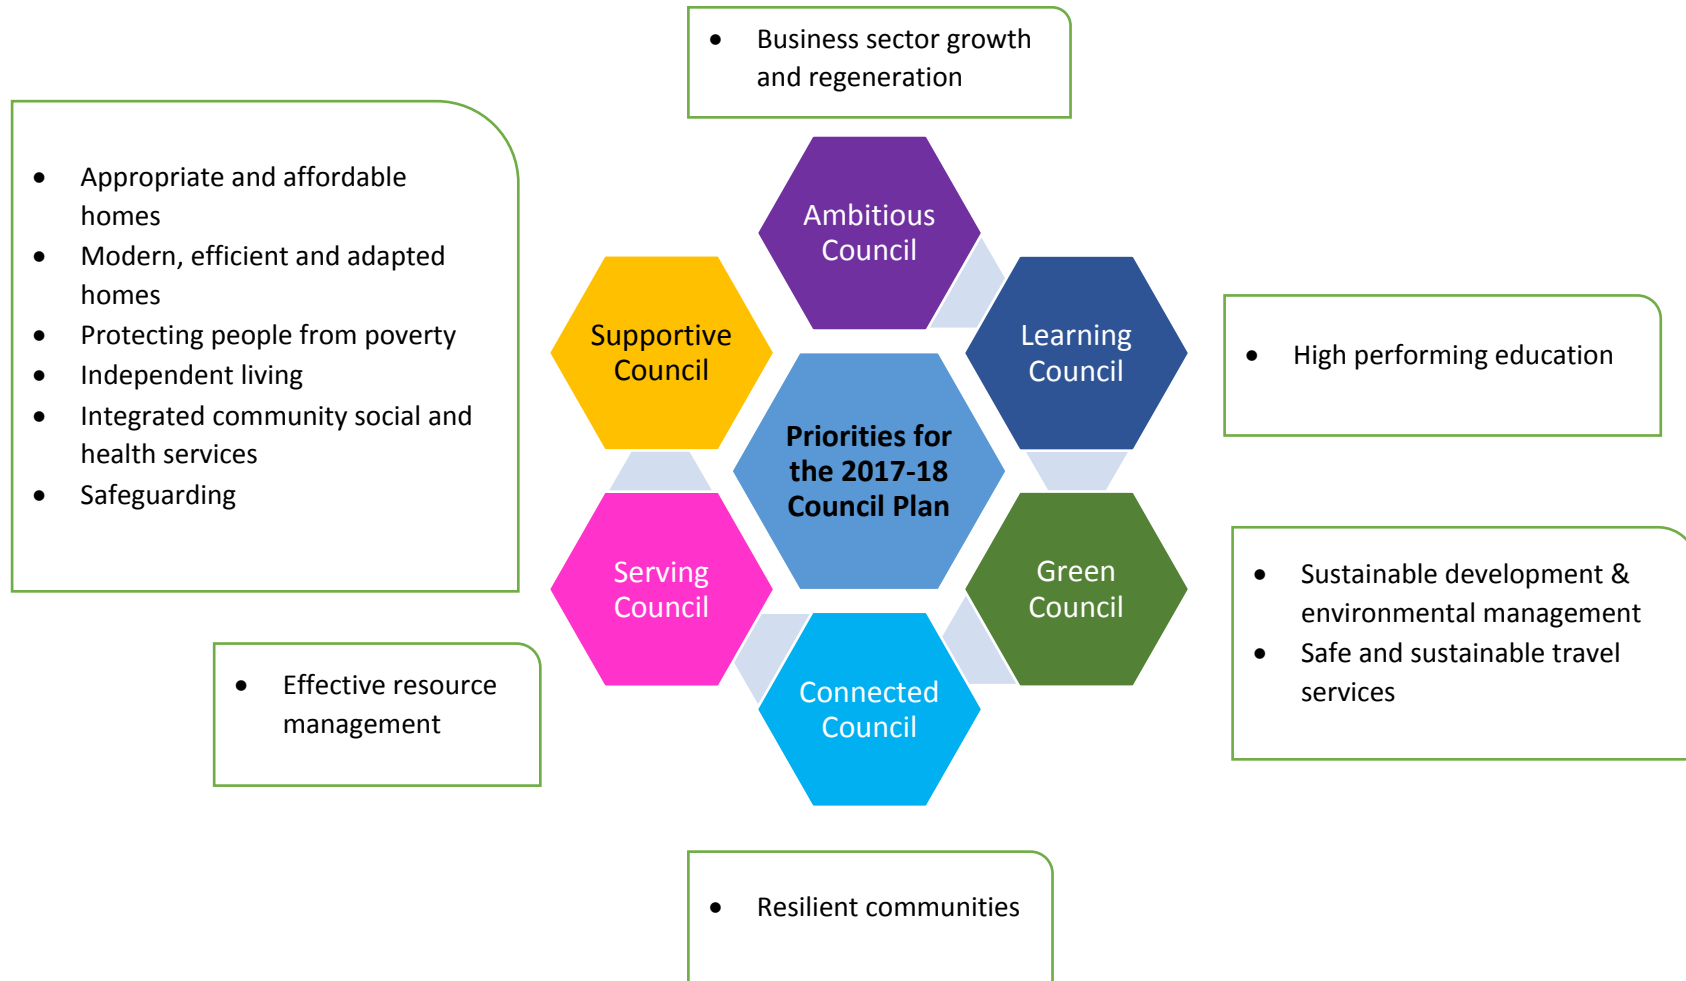 • Business sector growth
and regeneration
• Appropriate and affordable
homes
• Modern, efficient and adapted
homes
• Protecting people from poverty
• Independent living
• Integrated community social and
health services
• Safeguarding
Ambitious
Council
Supportive
Council
Learning
Council
• High performing education
Priorities for
the 2017-18
Council Plan
Serving
Council
Green
Council
• Sustainable development &
environmental management
• Safe and sustainable travel
services
• Effective resource
management
Connected
Council
• Resilient communities